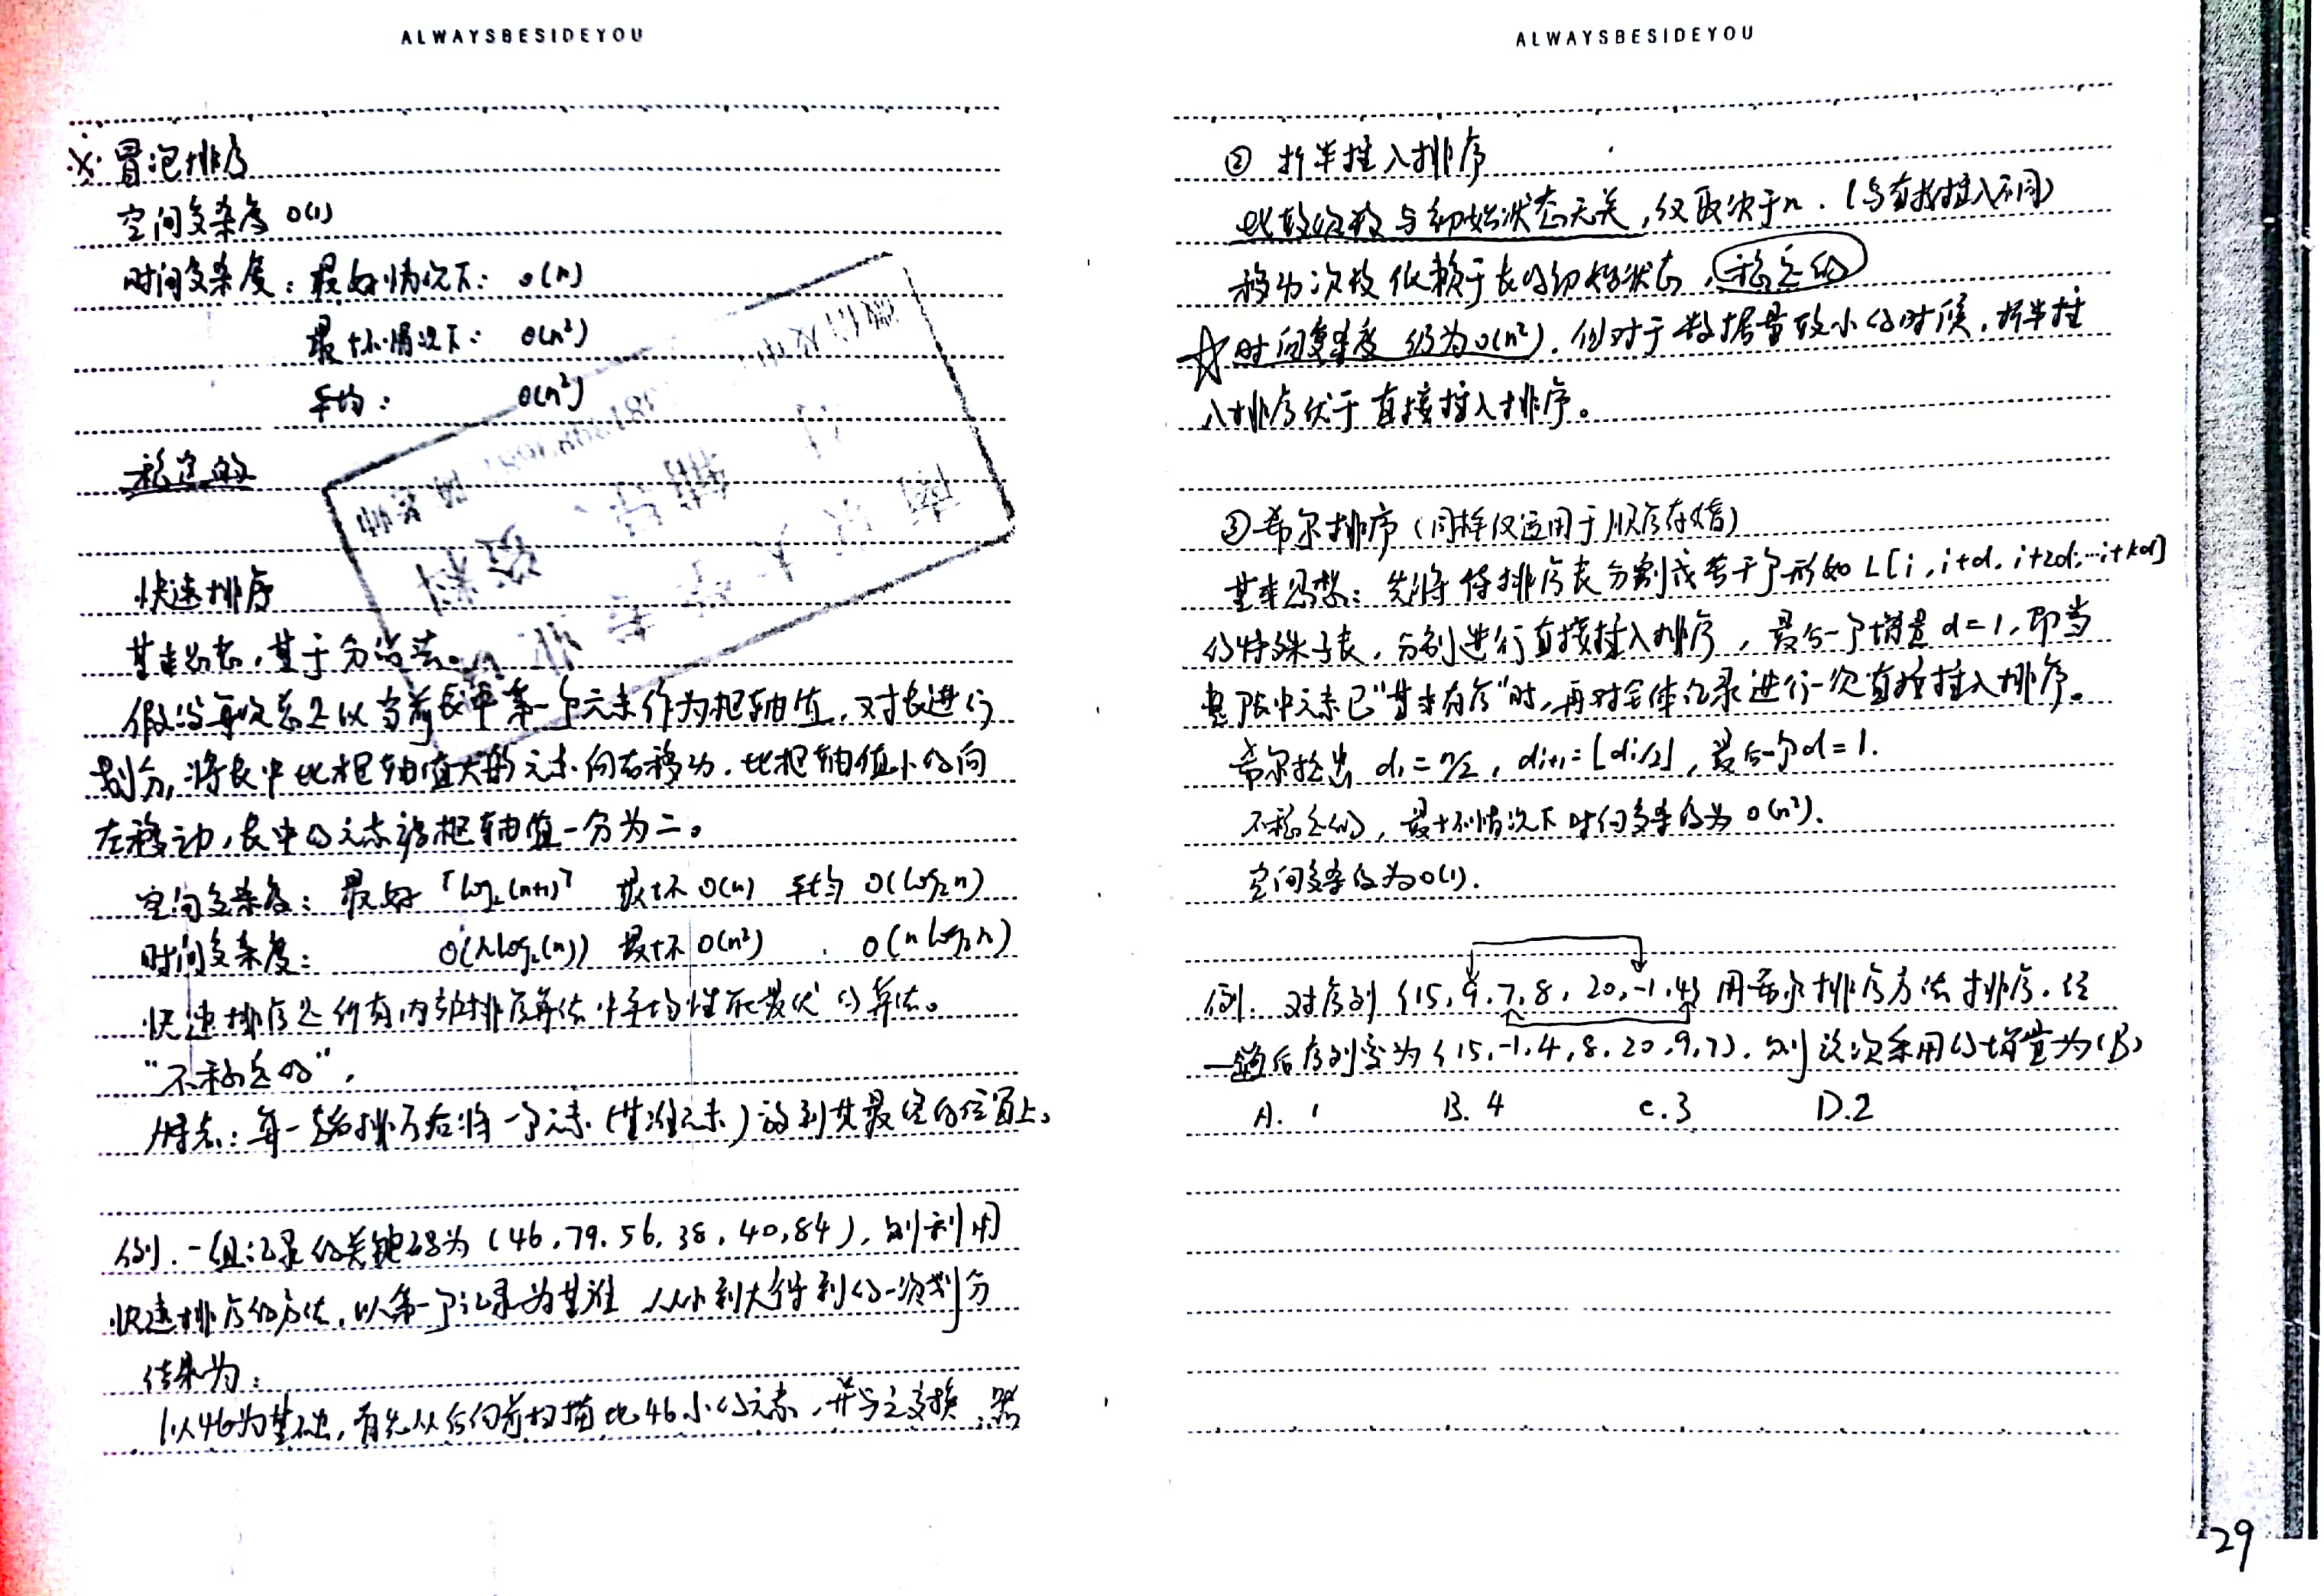 ALWAYSBESIDEYOU
※ 冒泡排序
空间复杂度 O(1)
时间复杂度：最好情况下： O(n)
最坏情况下： O(n²)
平均： O(n²)
稳定的
快速排序
基本思想，基于分治法。
假设每次总是以当前表中第一个元素作为枢轴值，对表进行
划分，将表中比枢轴值大的元素向右移动，比枢轴值小的向
左移动，表中的元素被枢轴值一分为二。
空间复杂度：最好 ⌈log₂(n+1)⌉ 最坏 O(n) 平均 O(log₂n)
时间复杂度： O(nlog₂(n)) 最坏 O(n²) O(nlog₂n)
快速排序是所有内部排序算法中平均性能最优的算法。
“不稳定的”，
特点：每一趟排序后将一个元素（基准元素）放到其最终的位置上。
例．一组记录的关键码为（46，79，56，38，40，84），则利用
快速排序的方法，以第一个记录为基准 从小到大得到的一次划分
结果为：
以46为基础，首先从后向前扫描比46小的元素，并与之交换，
ALWAYSBESIDEYOU
② 折半插入排序
比较次数与初始状态无关，仅取决于n．（与直接插入不同）
移动次数依赖于表的初始状态，稳定的
☆时间复杂度 仍为O(n²)．但对于数据量较小的时候，折半插
入排序优于直接插入排序。
③希尔排序（同样仅适用于顺序存储）
基本思想：先将待排序表分割成若干个形如 L[i，i+d，i+2d，…i+kd]
的特殊子表，分别进行直接插入排序，最后一个增量 d=1，即当
整个表中元素已“基本有序”时，再对全体记录进行一次直接插入排序。
希尔提出 d₁=n/2，dᵢ₊₁=⌊dᵢ/2⌋，最后一个d=1．
不稳定的，最坏情况下时间复杂度为 O(n²)．
空间复杂度为O(1)．
例．对序列｛15，9，7，8，20，-1，4｝用希尔排序方法排序，经
一趟后序列变为｛15，-1，4，8，20，9，7｝，则该次采用的增量为（B）
A. 1 B. 4 C. 3 D. 2
29